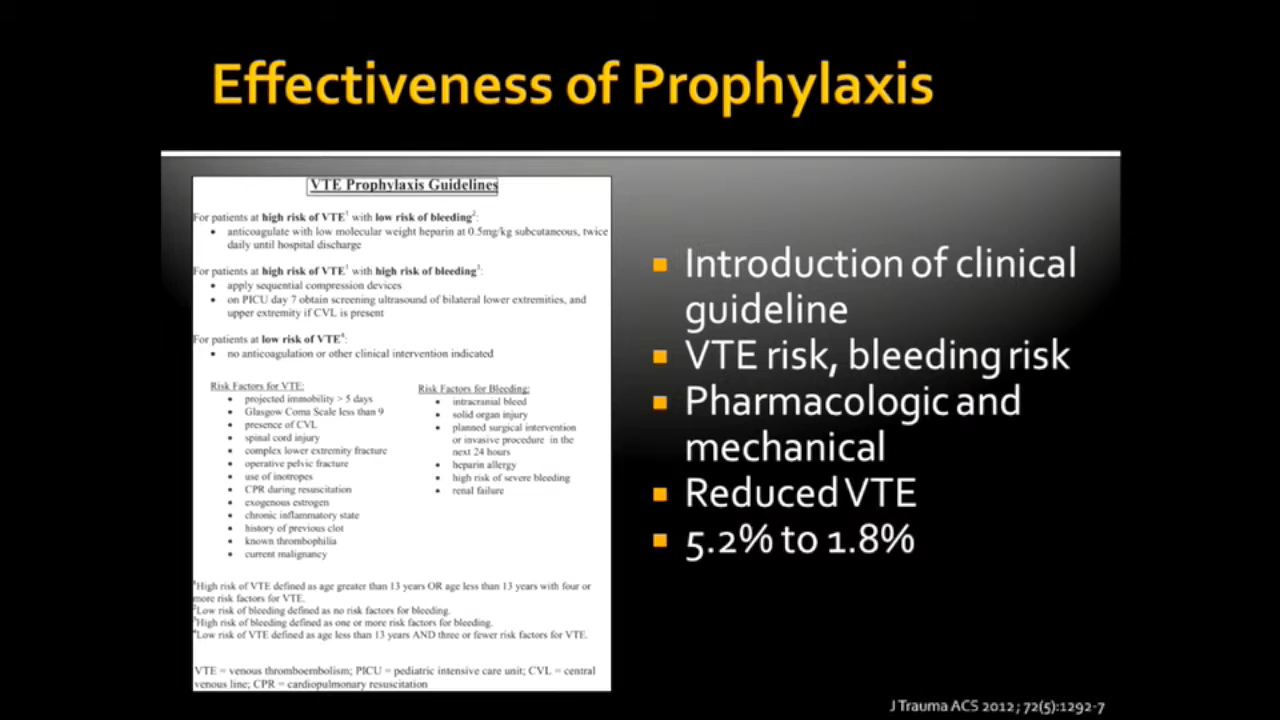 Effectiveness of Prophylaxis
VTE Prophylaxis Guidelines
For patients at high risk of VTE¹ with low risk of bleeding²:
• anticoagulate with low molecular weight heparin at 0.5mg/kg subcutaneous, twice
daily until hospital discharge
For patients at high risk of VTE¹ with high risk of bleeding³:
• apply sequential compression devices
• on PICU day 7 obtain screening ultrasound of bilateral lower extremities, and
upper extremity if CVL is present
For patients at low risk of VTE⁴:
• no anticoagulation or other clinical intervention indicated
Risk Factors for VTE:
• projected immobility > 5 days
• Glasgow Coma Scale less than 9
• presence of CVL
• spinal cord injury
• complex lower extremity fracture
• operative pelvic fracture
• use of inotropes
• CPR during resuscitation
• exogenous estrogen
• chronic inflammatory state
• history of previous clot
• known thrombophilia
• current malignancy
Risk Factors for Bleeding:
• intracranial bleed
• solid organ injury
• planned surgical intervention
or invasive procedure in the
next 24 hours
• heparin allergy
• high risk of severe bleeding
• renal failure
¹High risk of VTE defined as age greater than 13 years OR age less than 13 years with four or
more risk factors for VTE.
²Low risk of bleeding defined as no risk factors for bleeding.
³High risk of bleeding defined as one or more risk factors for bleeding.
⁴Low risk of VTE defined as age less than 13 years AND three or fewer risk factors for VTE.
VTE = venous thromboembolism; PICU = pediatric intensive care unit; CVL = central
venous line; CPR = cardiopulmonary resuscitation
Introduction of clinical
guideline
VTE risk, bleeding risk
Pharmacologic and
mechanical
Reduced VTE
5.2% to 1.8%
J Trauma ACS 2012; 72(5):1292-7